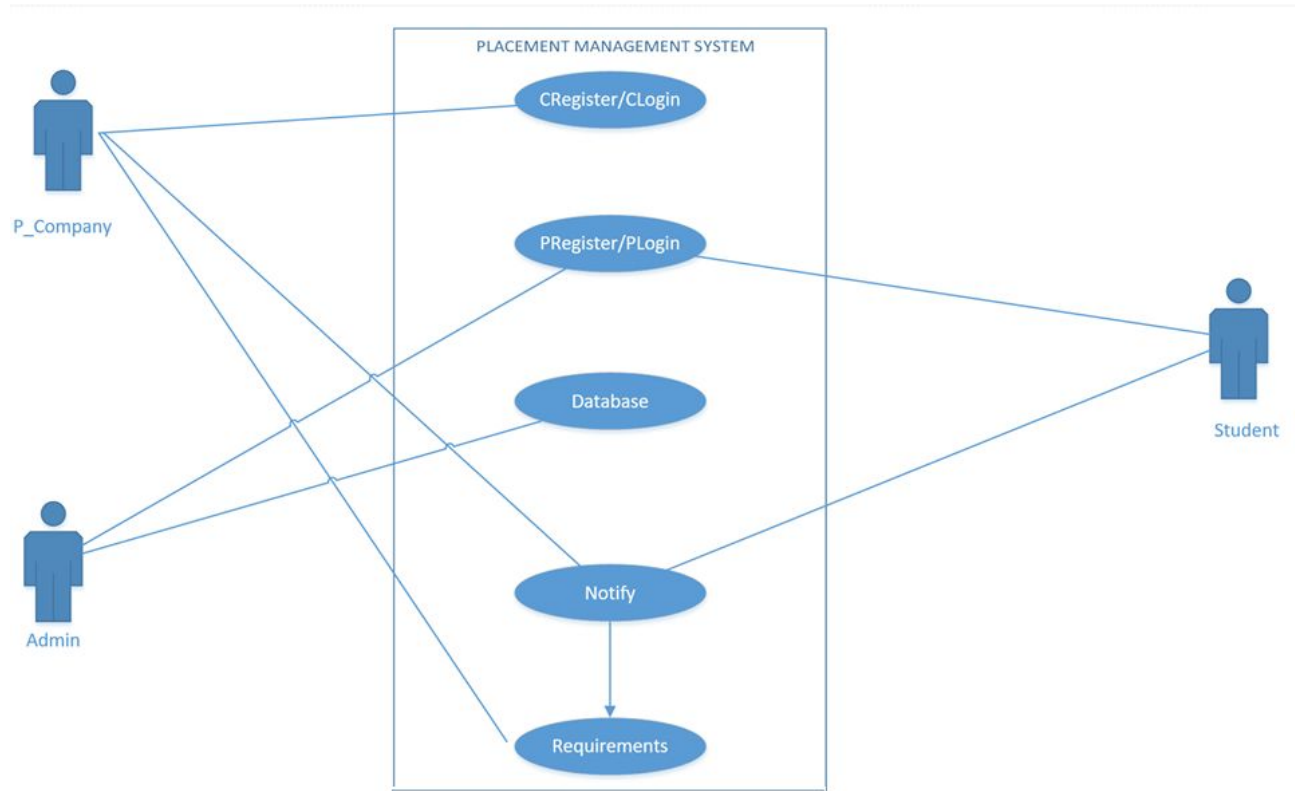 PLACEMENT MANAGEMENT SYSTEM
CRegister/CLogin
P_Company
PRegister/PLogin
Database
Student
Notify
Admin
Requirements